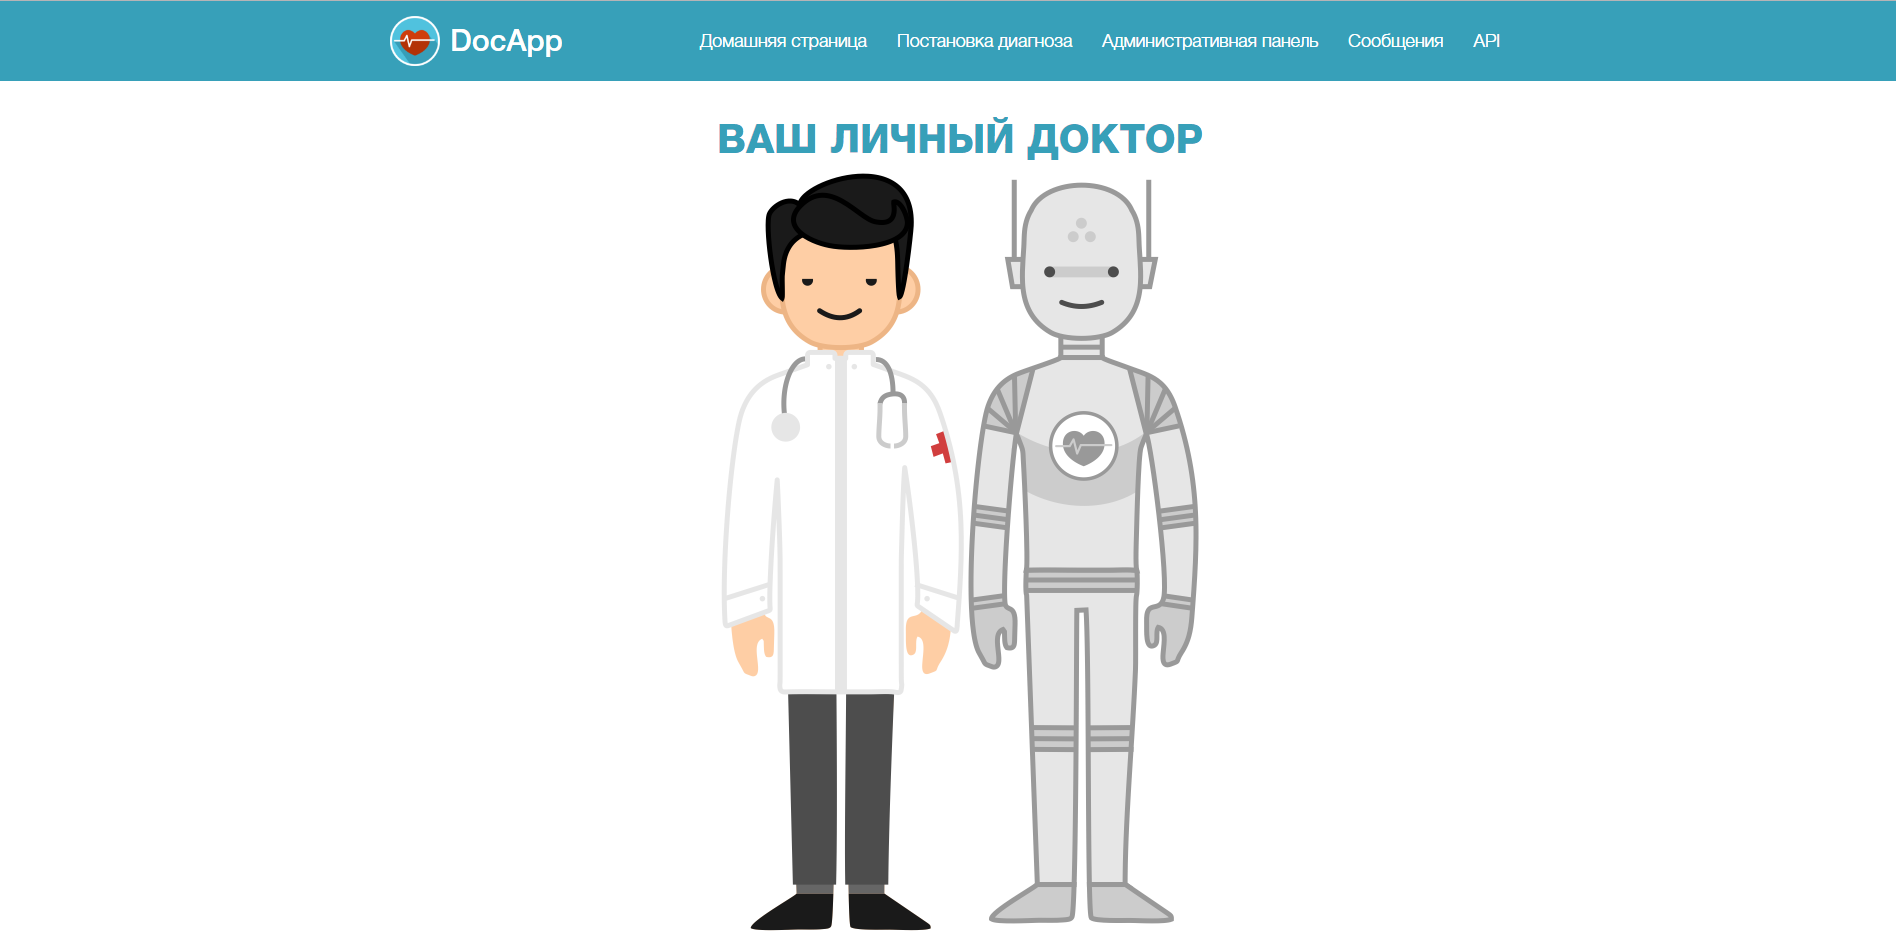 DocApp
Домашняя страница Постановка диагноза Административная панель Сообщения API
ВАШ ЛИЧНЫЙ ДОКТОР